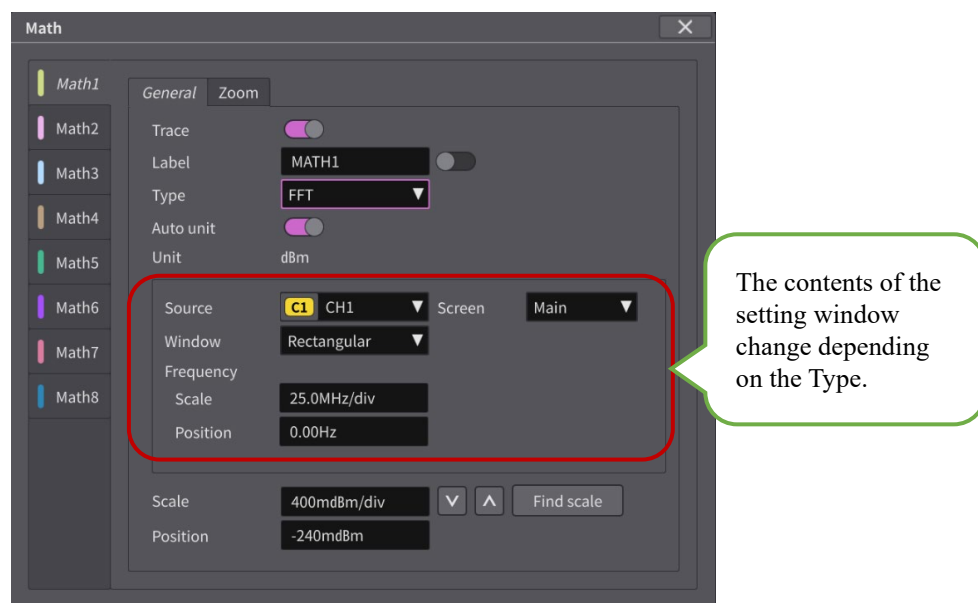 Math
Math1
Math2
Math3
Math4
Math5
Math6
Math7
Math8
General Zoom
Trace
Label MATH1
Type FFT
Auto unit
Unit dBm
Source C1 CH1 Screen Main
Window Rectangular
Frequency
Scale 25.0MHz/div
Position 0.00Hz
Scale 400mdBm/div Find scale
Position -240mdBm
The contents of the
setting window
change depending
on the Type.